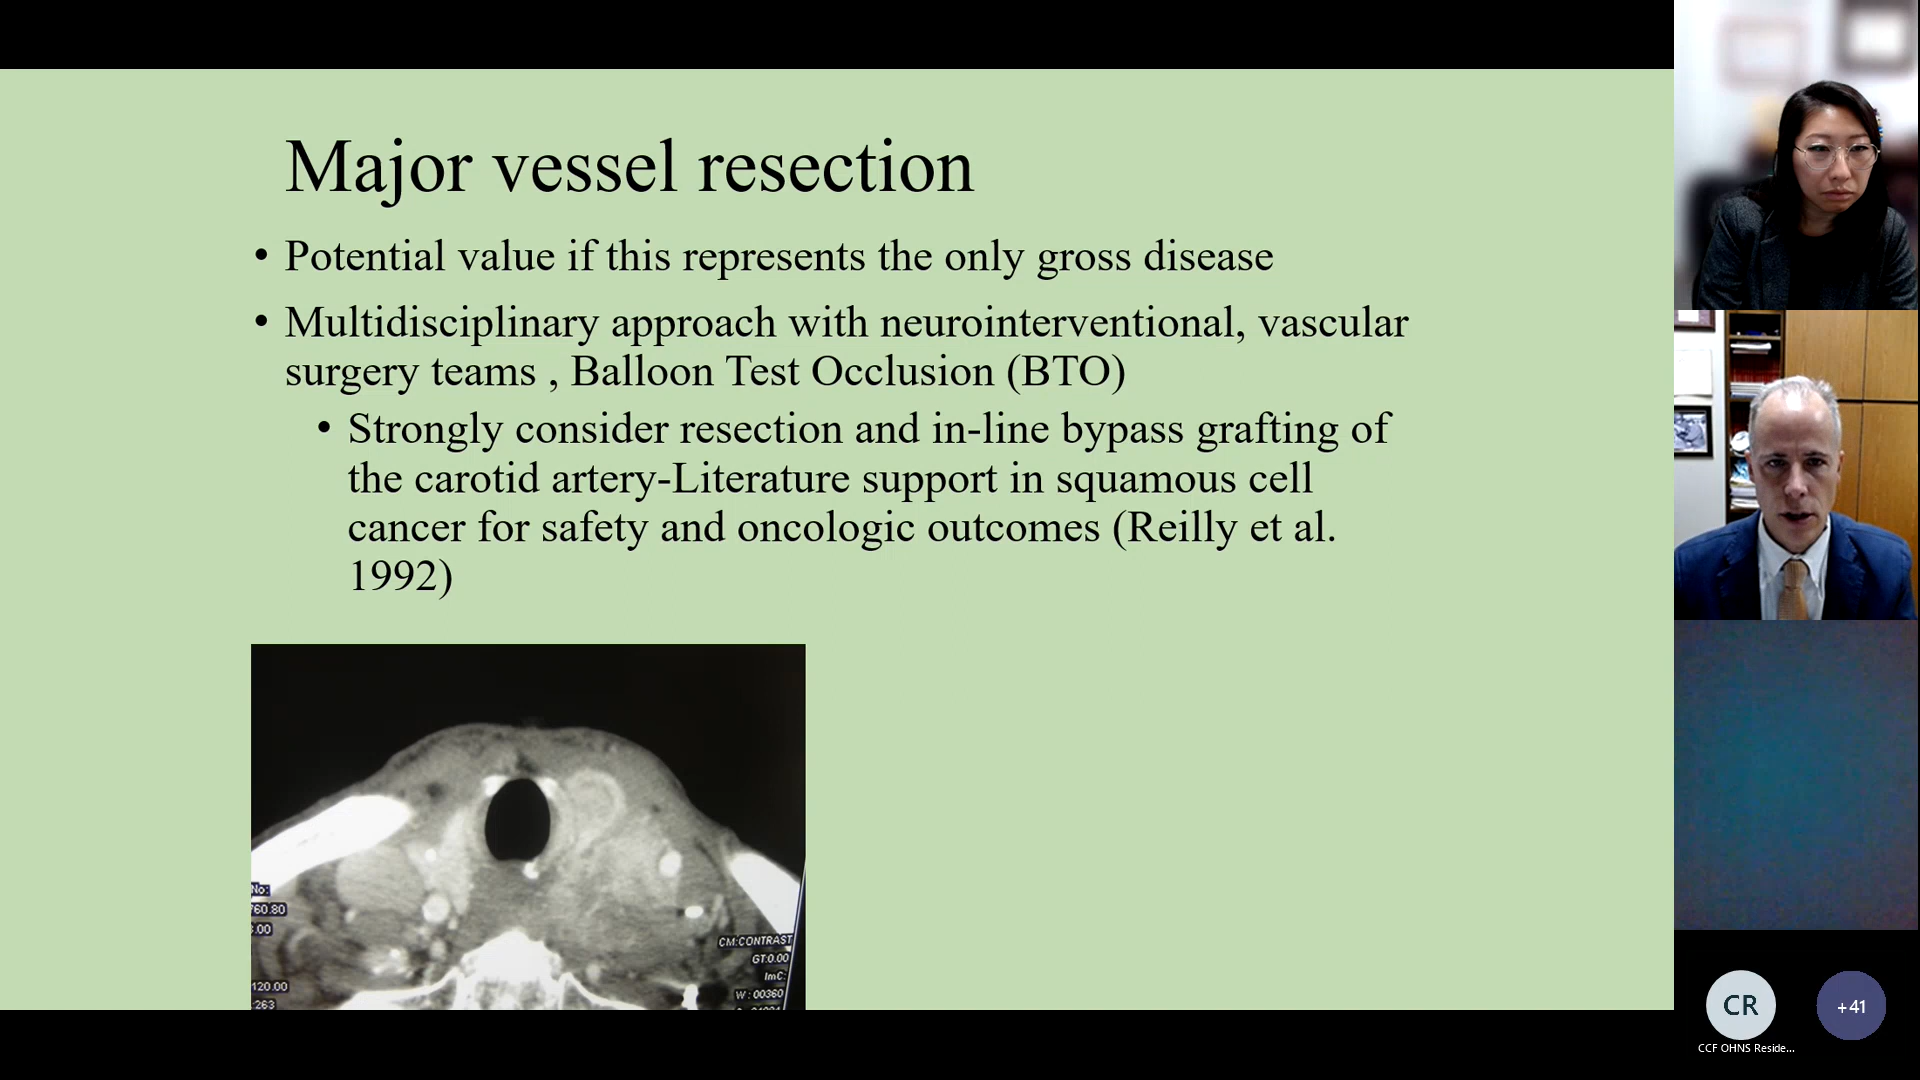 Major vessel resection
• Potential value if this represents the only gross disease
• Multidisciplinary approach with neurointerventional, vascular
surgery teams , Balloon Test Occlusion (BTO)
• Strongly consider resection and in-line bypass grafting of
the carotid artery-Literature support in squamous cell
cancer for safety and oncologic outcomes (Reilly et al.
1992)
No:
760.80
.00
120.00
:263
CM:CONTRAST
GT:0.00
ImC:
W : 00360
CR
+41
CCF OHNS Reside...